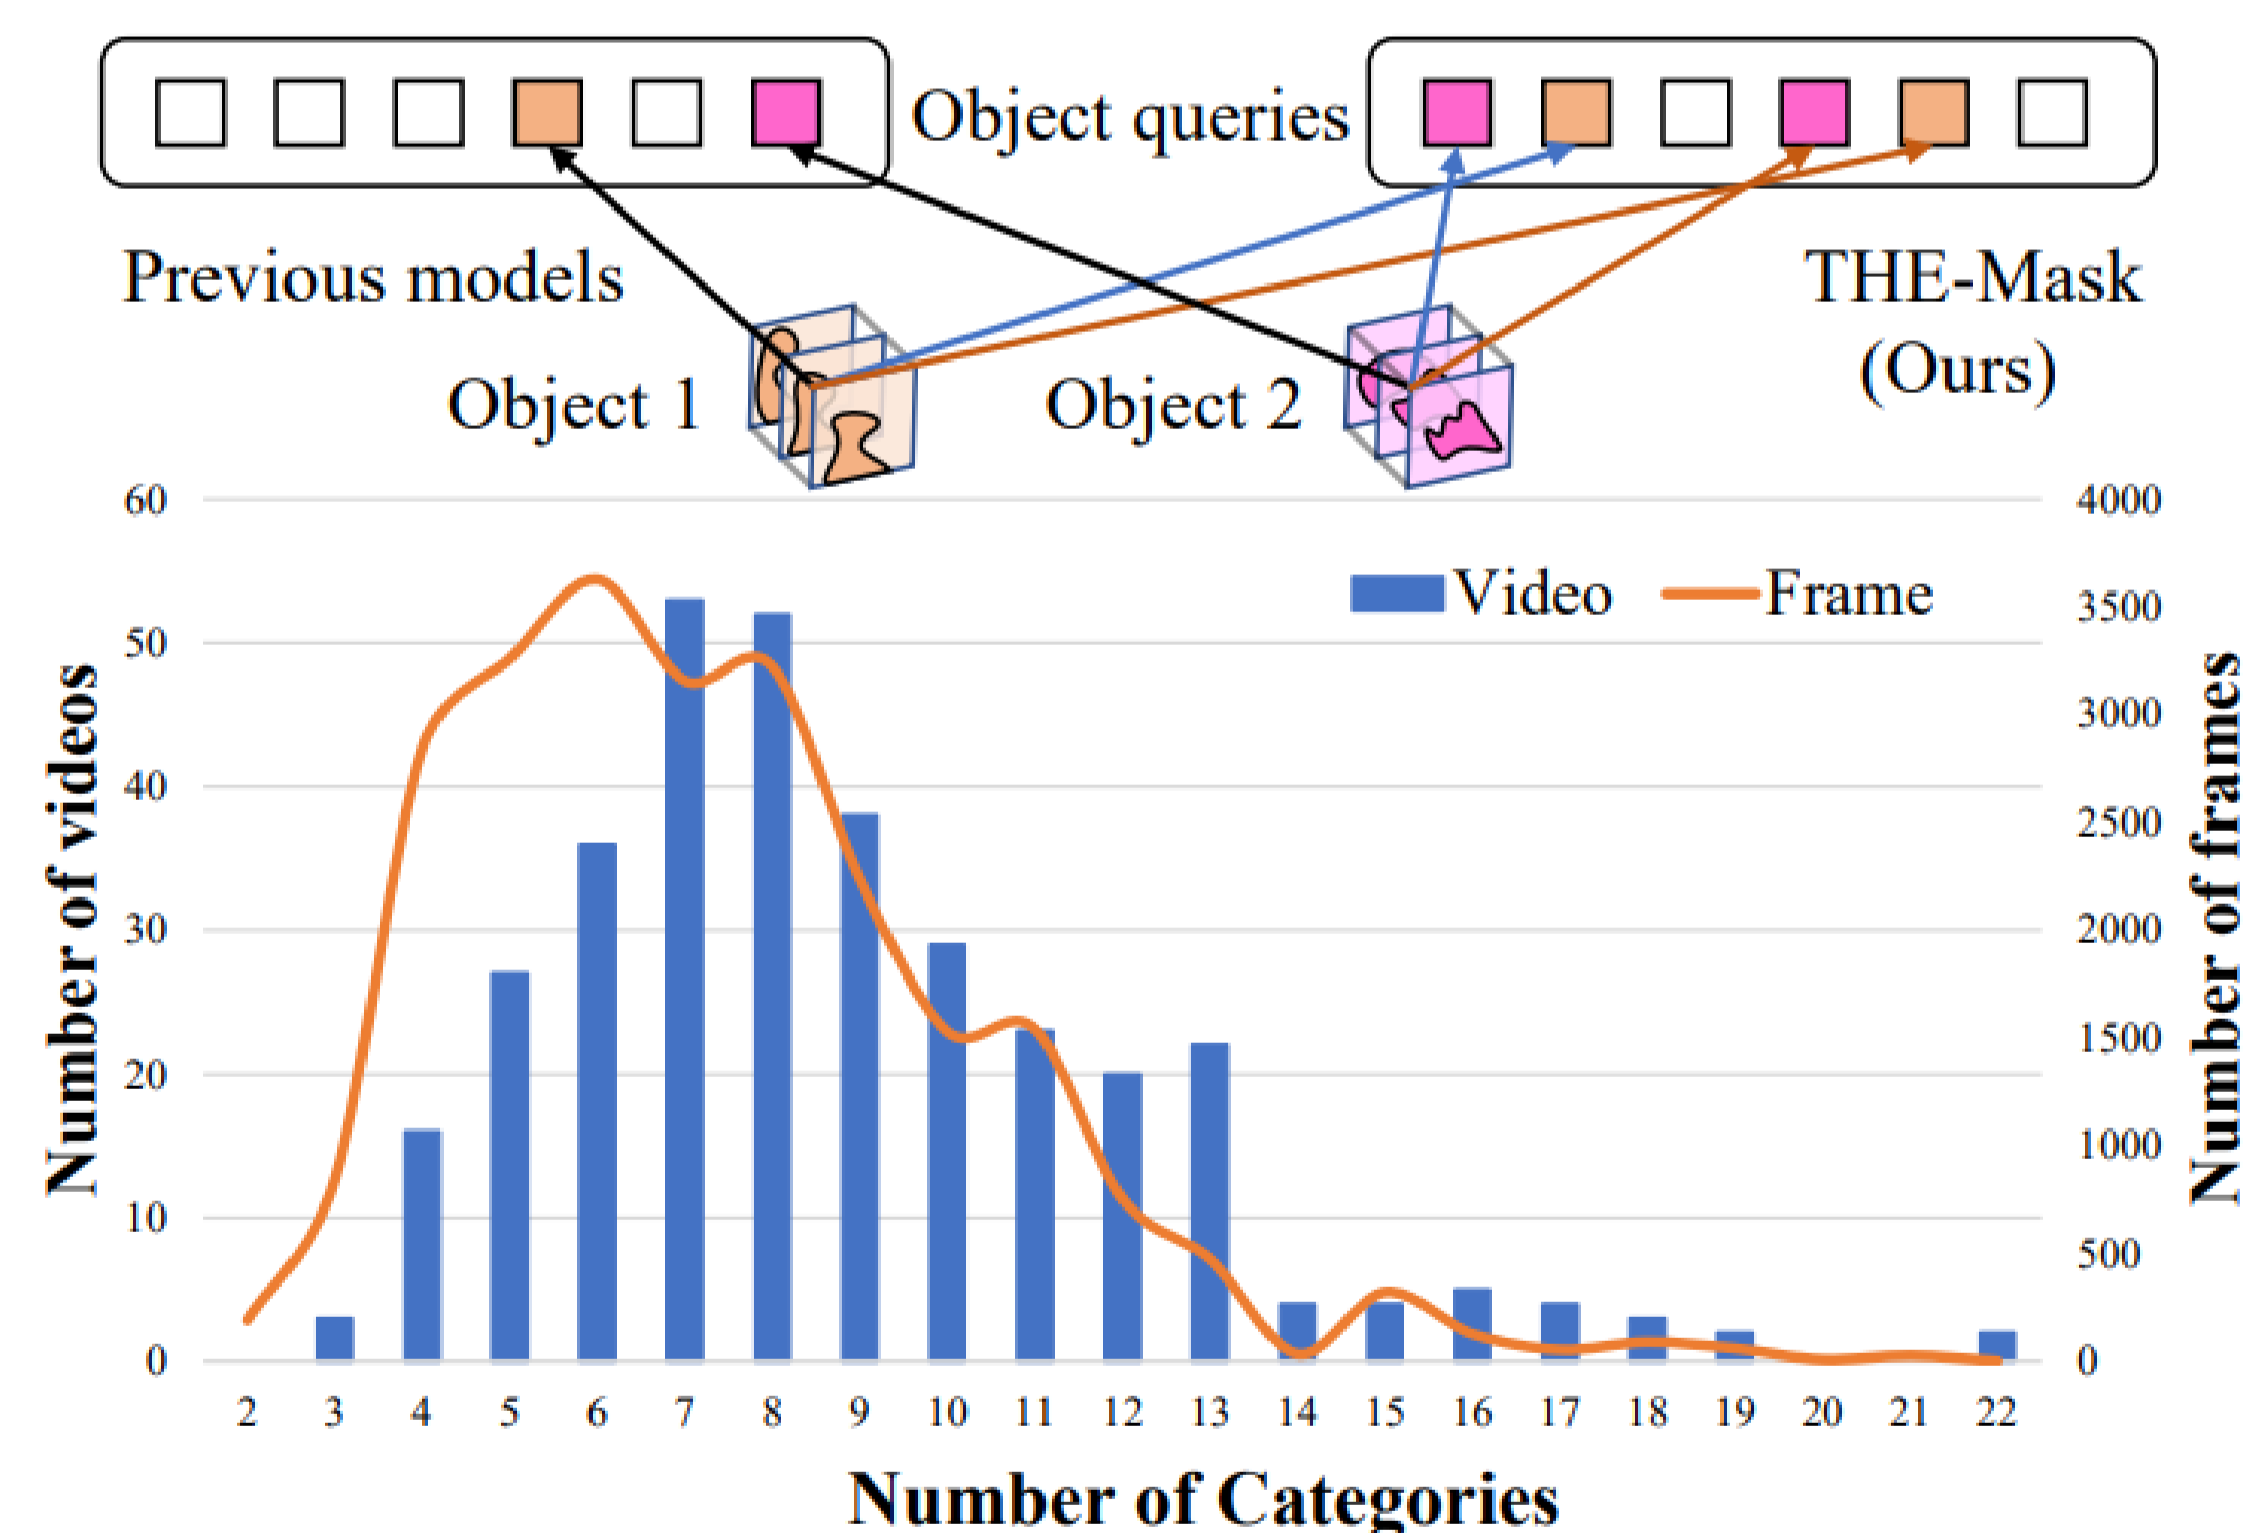 Object queries
Previous models
THE-Mask
(Ours)
Object 1
Object 2
60
50
40
30
20
10
0
Number of videos
Video
Frame
4000
3500
3000
2500
2000
1500
1000
500
0
Number of frames
2 3 4 5 6 7 8 9 10 11 12 13 14 15 16 17 18 19 20 21 22
Number of Categories